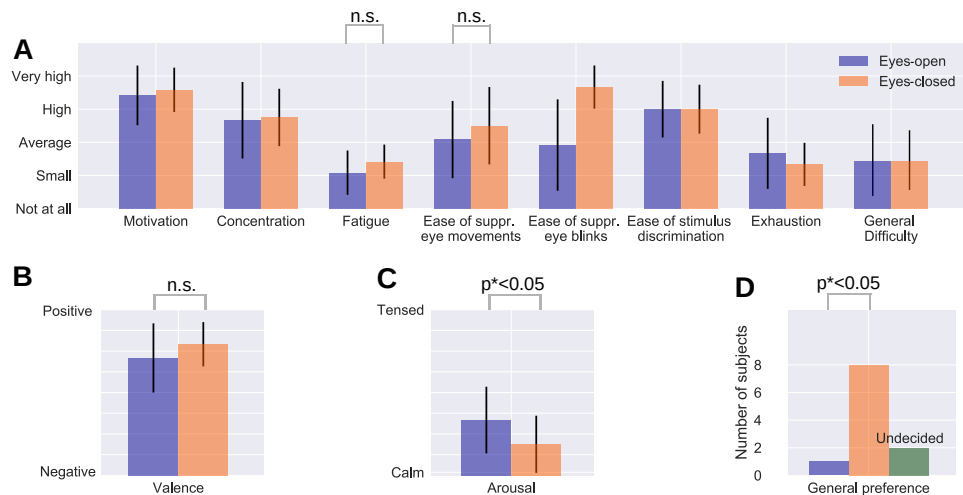 n.s.
n.s.
A
Eyes-open
Eyes-closed
Very high
High
Average
Small
Not at all
Motivation
Concentration
Fatigue
Ease of suppr.
eye movements
Ease of suppr.
eye blinks
Ease of stimulus
discrimination
Exhaustion
General
Difficulty
B
n.s.
Positive
Negative
Valence
C
p*<0.05
Tensed
Calm
Arousal
D
p*<0.05
Number of subjects
8
6
4
2
0
Undecided
General preference